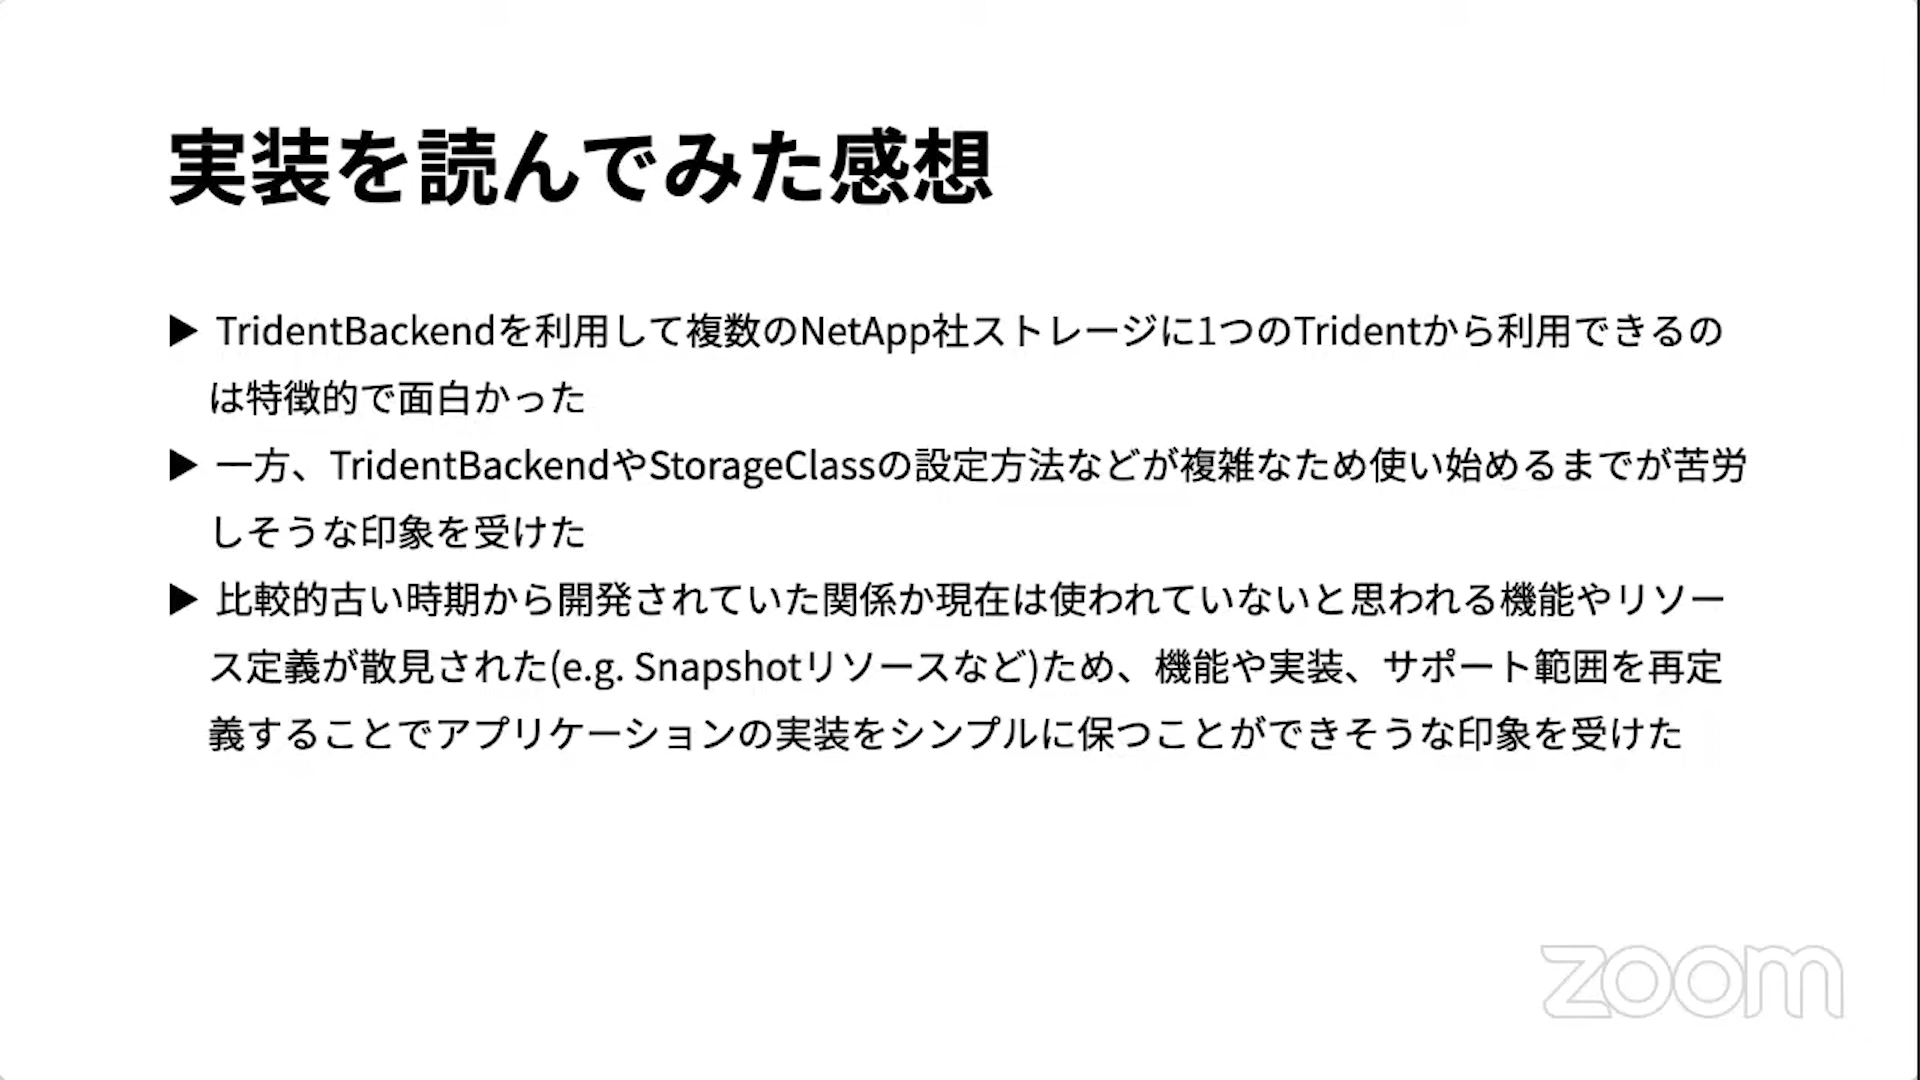 実装を読んでみた感想
▶ TridentBackendを利用して複数のNetApp社ストレージに1つのTridentから利用できるの
は特徴的で面白かった
▶ 一方、TridentBackendやStorageClassの設定方法などが複雑なため使い始めるまでが苦労
しそうな印象を受けた
▶ 比較的古い時期から開発されていた関係か現在は使われていないと思われる機能やリソー
ス定義が散見された(e.g. Snapshotリソースなど)ため、機能や実装、サポート範囲を再定
義することでアプリケーションの実装をシンプルに保つことができそうな印象を受けた
zoom